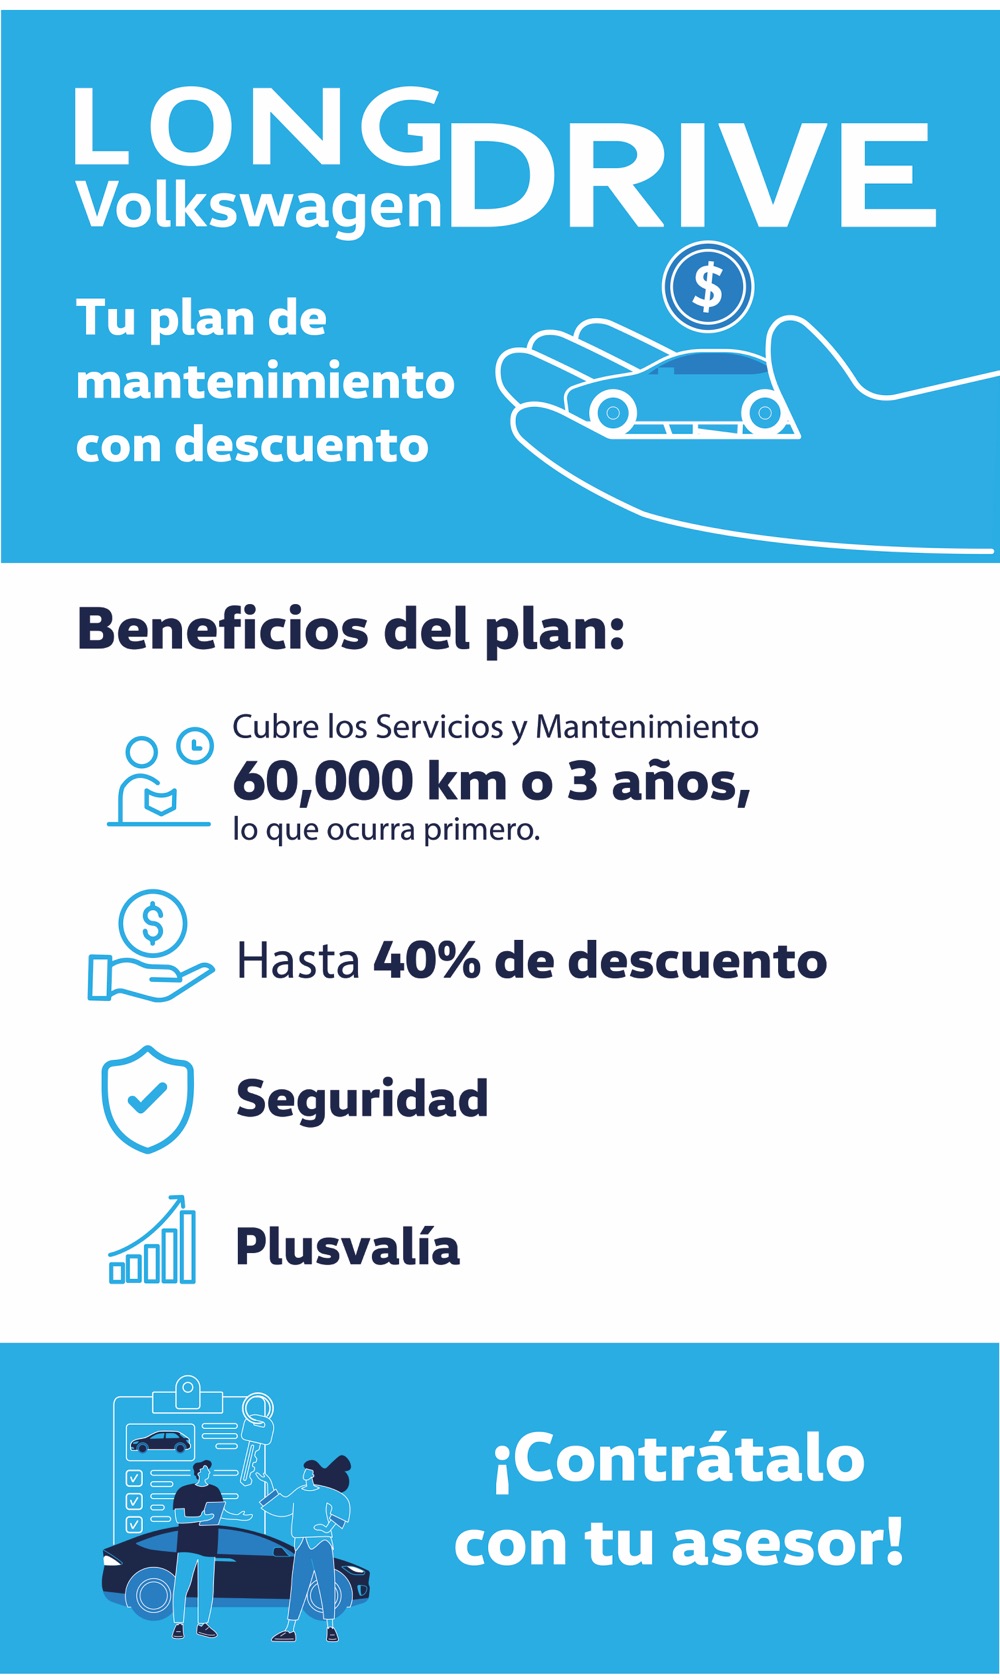 LONG
Volkswagen DRIVE
$
Tu plan de
mantenimiento
con descuento
Beneficios del plan:
Cubre los Servicios y Mantenimiento
60,000 km o 3 años,
lo que ocurra primero.
$
Hasta 40% de descuento
Seguridad
Plusvalía
¡Contrátalo
con tu asesor!